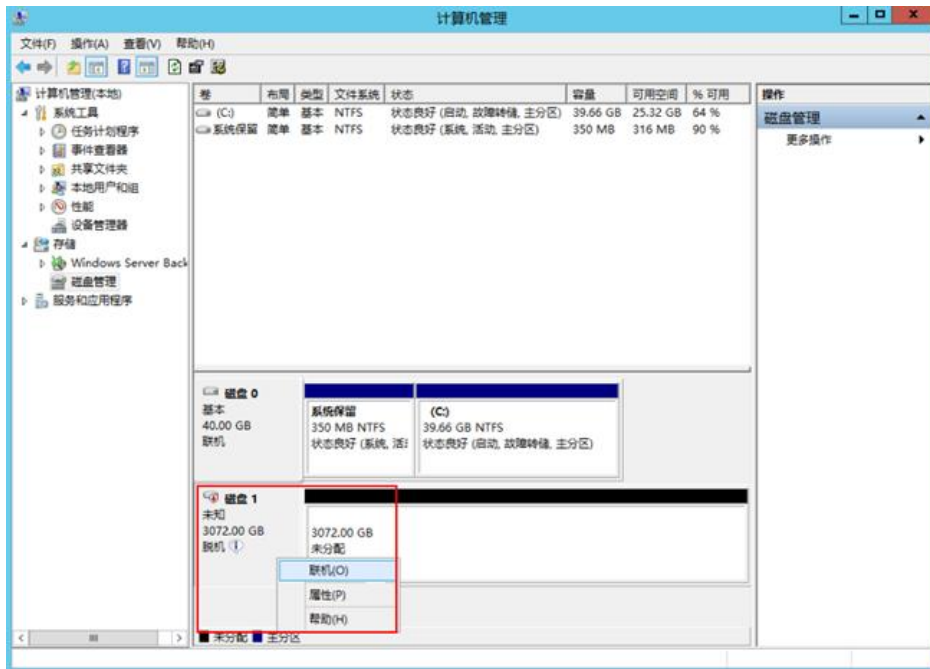 计算机管理
文件(F) 操作(A) 查看(V) 帮助(H)
计算机管理(本地)
系统工具
任务计划程序
事件查看器
共享文件夹
本地用户和组
性能
设备管理器
存储
Windows Server Back
磁盘管理
服务和应用程序
卷 布局 类型 文件系统 状态 容量 可用空间 % 可用
(C:) 简单 基本 NTFS 状态良好 (启动, 故障转储, 主分区) 39.66 GB 25.32 GB 64 %
系统保留 简单 基本 NTFS 状态良好 (系统, 活动, 主分区) 350 MB 316 MB 90 %
操作
磁盘管理
更多操作
磁盘 0
基本
40.00 GB
联机
系统保留
350 MB NTFS
状态良好 (系统, 活
(C:)
39.66 GB NTFS
状态良好 (启动, 故障转储, 主分区)
磁盘 1
未知
3072.00 GB
脱机
3072.00 GB
未分配
联机(O)
属性(P)
帮助(H)
未分配 主分区